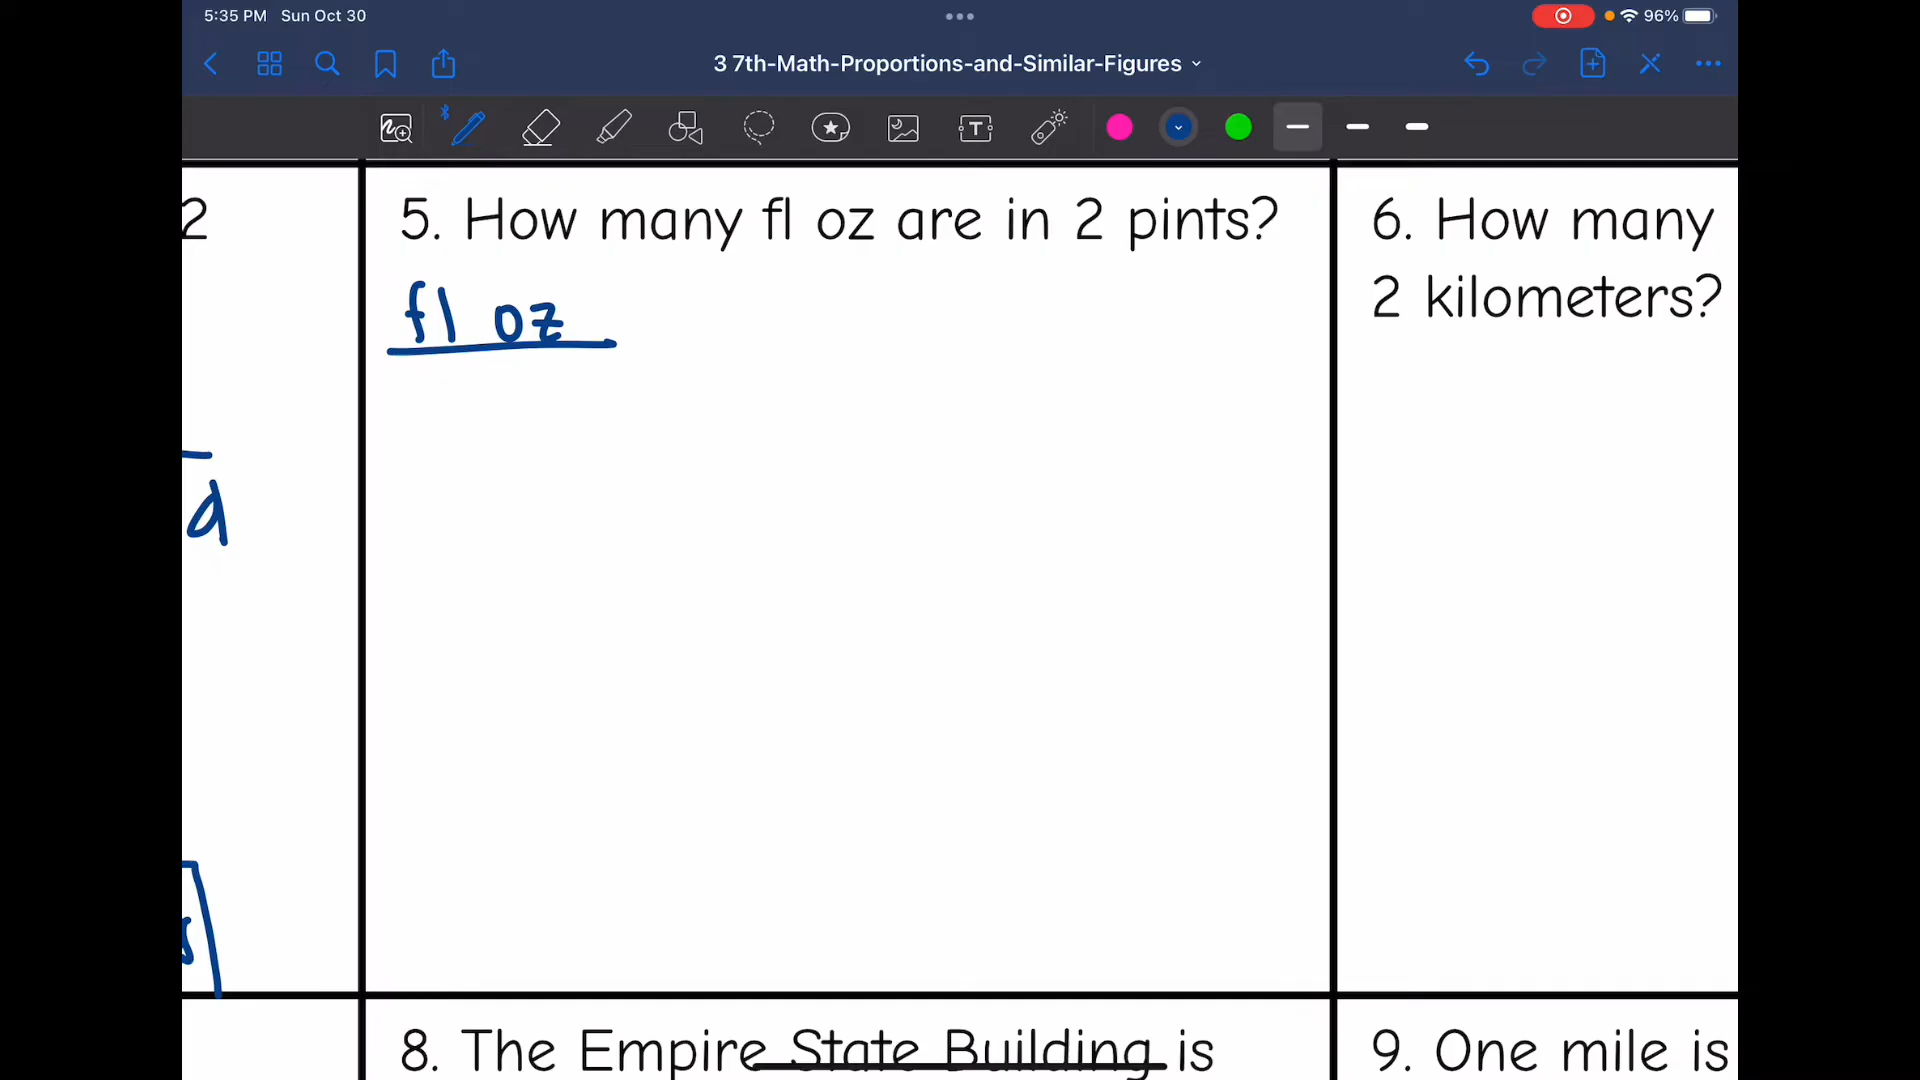 5:35 PM Sun Oct 30
96%
3 7th-Math-Proportions-and-Similar-Figures
T
2
d
s
5. How many fl oz are in 2 pints?
fl oz
6. How many
2 kilometers?
8. The Empire State Building is
9. One mile is